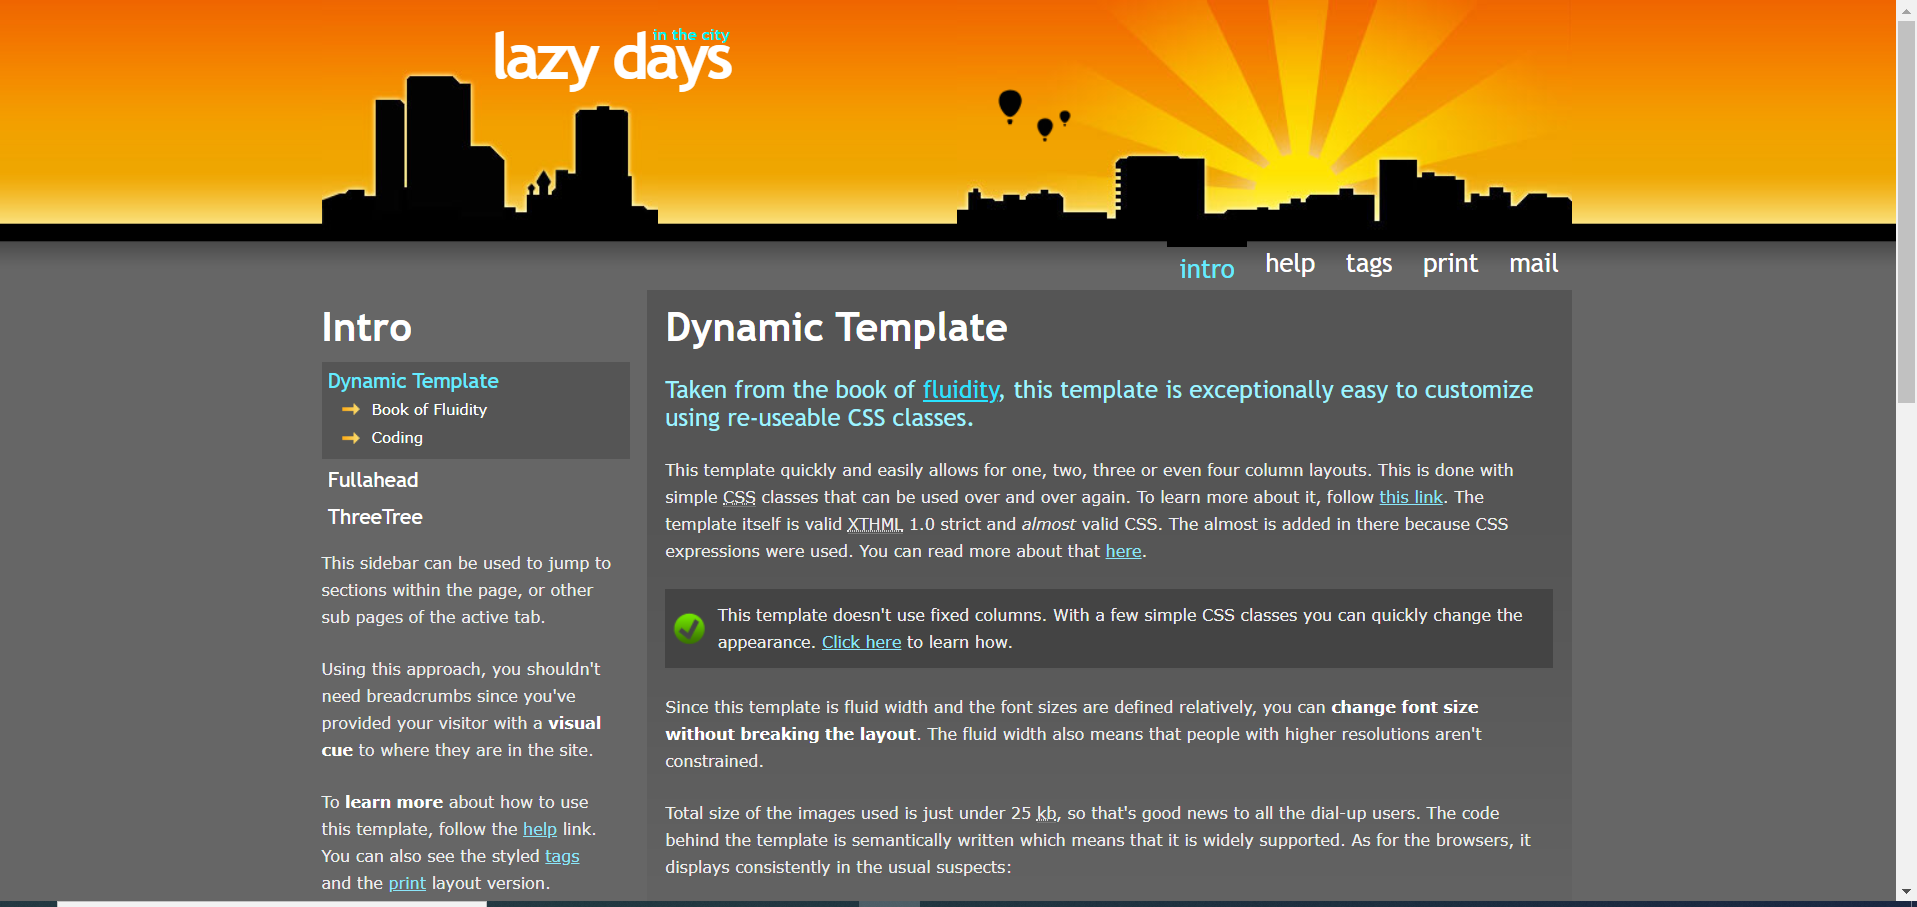 in the city
lazy days
intro
help
tags
print
mail
Intro
Dynamic Template
Book of Fluidity
Coding
Fullahead
ThreeTree
This sidebar can be used to jump to
sections within the page, or other
sub pages of the active tab.
Using this approach, you shouldn't
need breadcrumbs since you've
provided your visitor with a visual
cue to where they are in the site.
To learn more about how to use
this template, follow the help link.
You can also see the styled tags
and the print layout version.
Dynamic Template
Taken from the book of fluidity, this template is exceptionally easy to customize
using re-useable CSS classes.
This template quickly and easily allows for one, two, three or even four column layouts. This is done with
simple CSS classes that can be used over and over again. To learn more about it, follow this link. The
template itself is valid XTHML 1.0 strict and almost valid CSS. The almost is added in there because CSS
expressions were used. You can read more about that here.
This template doesn't use fixed columns. With a few simple CSS classes you can quickly change the
appearance. Click here to learn how.
Since this template is fluid width and the font sizes are defined relatively, you can change font size
without breaking the layout. The fluid width also means that people with higher resolutions aren't
constrained.
Total size of the images used is just under 25 kb, so that's good news to all the dial-up users. The code
behind the template is semantically written which means that it is widely supported. As for the browsers, it
displays consistently in the usual suspects: